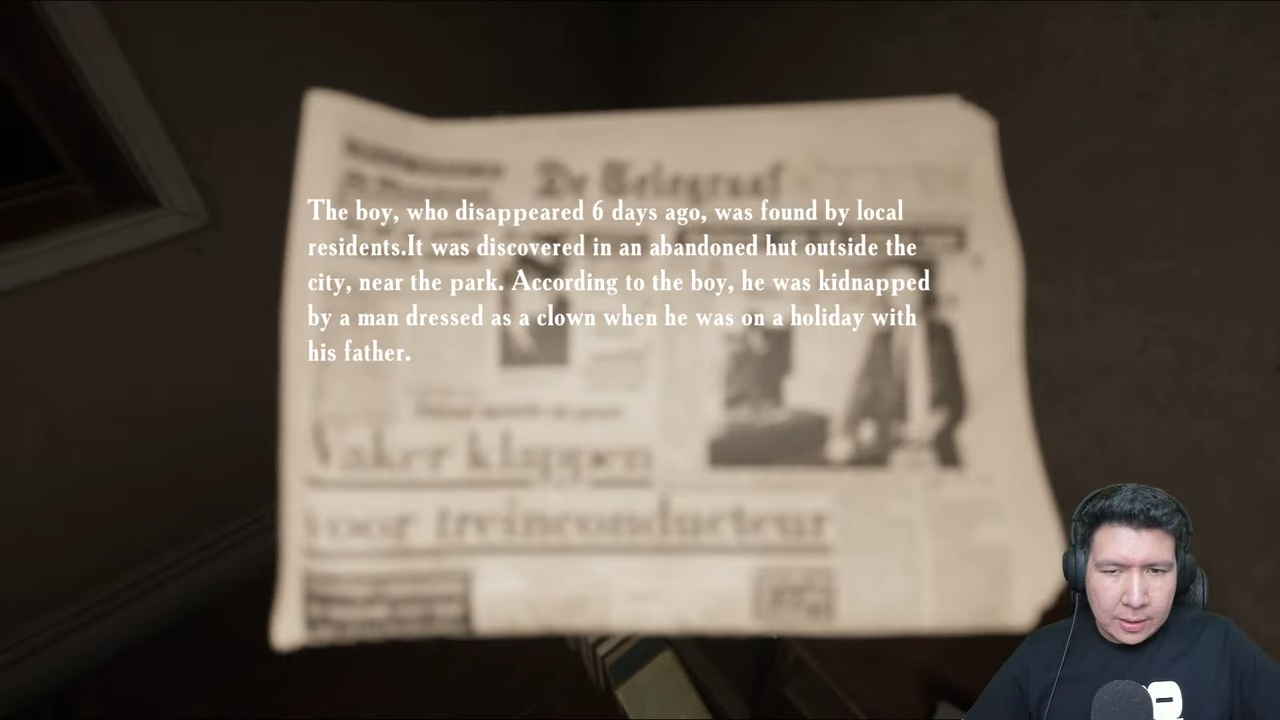 De Telegraaf
The boy, who disappeared 6 days ago, was found by local
residents.It was discovered in an abandoned hut outside the
city, near the park. According to the boy, he was kidnapped
by a man dressed as a clown when he was on a holiday with
his father.
Vaker klappen
voor treinconducteur